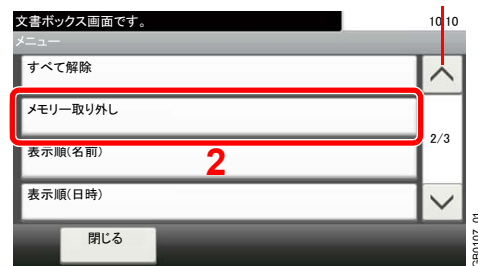 文書ボックス画面です。
10:10
メニュー
すべて解除
メモリー取り外し
2/3
表示順(名前)
2
表示順(日時)
閉じる
GB0107_01